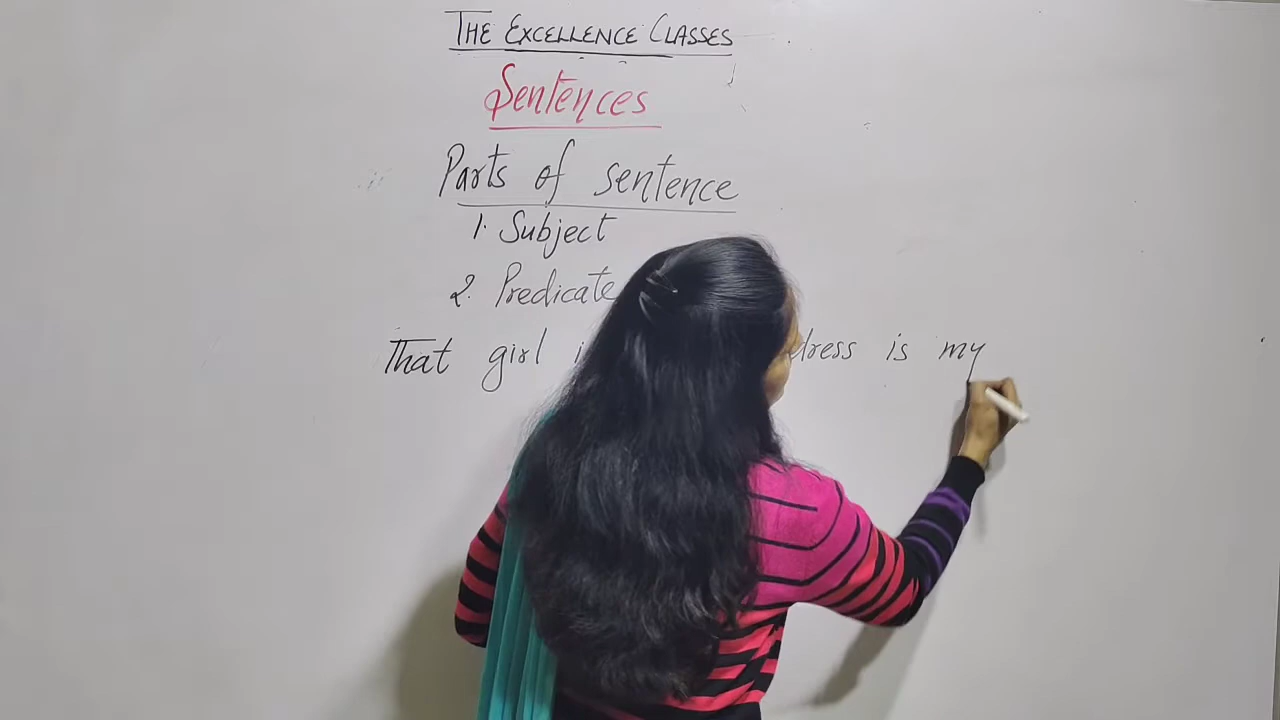 THE EXCELLENCE CLASSES
Sentences
Parts of sentence
1. Subject
2. Predicate
That girl dress is my